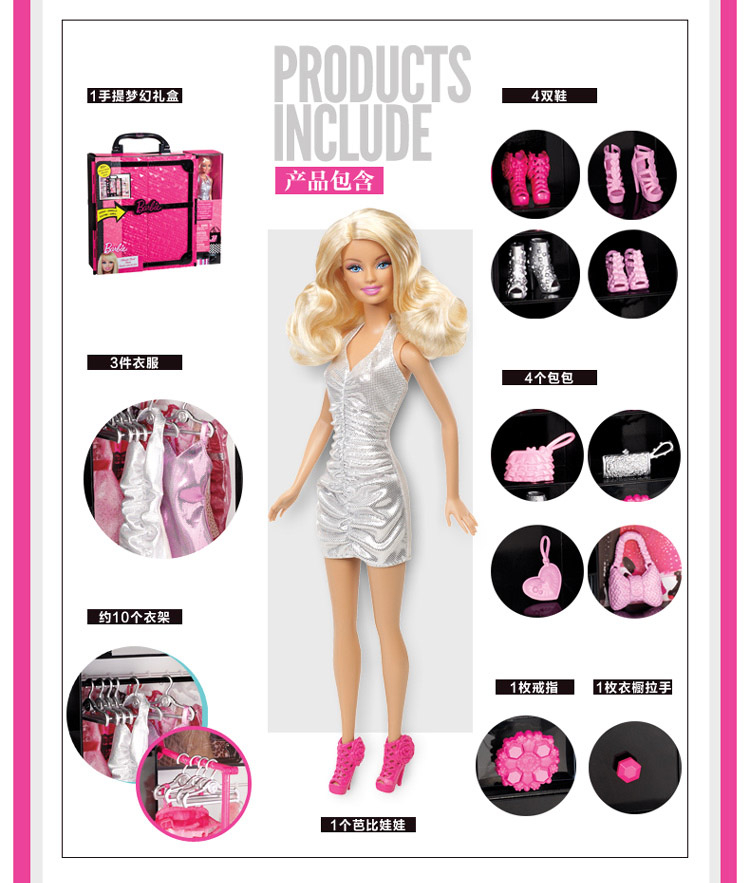 PRODUCTS
INCLUDE
产品包含
1手提梦幻礼盒
Barbie
Barbie
4双鞋
3件衣服
4个包包
约10个衣架
1枚戒指
1枚衣橱拉手
1个芭比娃娃